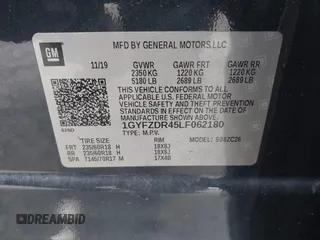 GM
MFD BY GENERAL MOTORS LLC
11/19 GVWR GAWR FRT GAWR RR
2350 KG 1220 KG 1220 KG
5180 LB 2689 LB 2689 LB
THIS VEHICLE CONFORMS TO ALL APPLICABLE
U.S. FEDERAL MOTOR VEHICLE SAFETY,
BUMPER, AND THEFT PREVENTION
STANDARDS IN EFFECT ON THE DATE OF
MANUFACTURE SHOWN ABOVE.
1GYFZDR45LF062180
TYPE: M.P.V. MODEL:
TIRE SIZE RIM
FRT 235/60R18 H 18X8J
RR 235/60R18 H 18X8J
SPA T145/70R17 M 17X4B
© DREAMBID